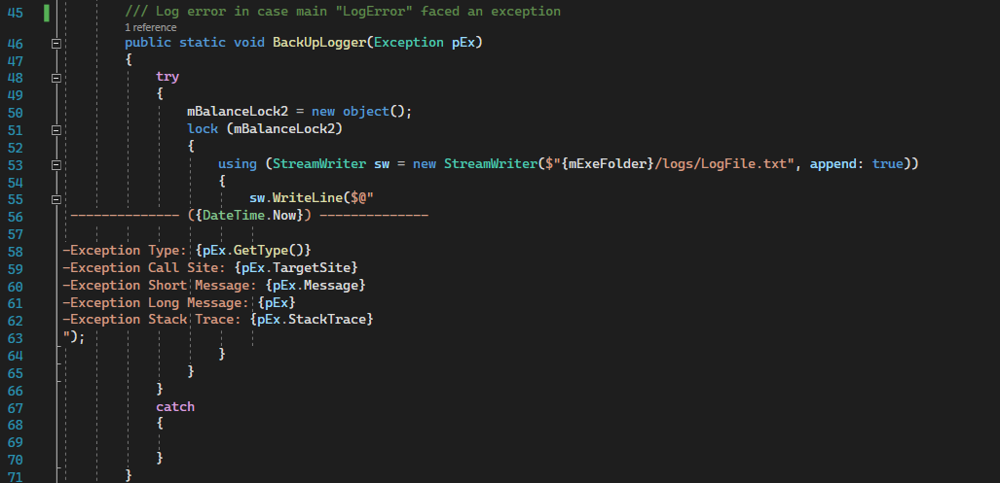 45 /// Log error in case main "LogError" faced an exception
1 reference
46 public static void BackUpLogger(Exception pEx)
47 {
48 try
49 {
50 mBalanceLock2 = new object();
51 lock (mBalanceLock2)
52 {
53 using (StreamWriter sw = new StreamWriter($"{mExeFolder}/logs/LogFile.txt", append: true))
54 {
55 sw.WriteLine($@"
56 -------------- ({DateTime.Now}) --------------
57
58 -Exception Type: {pEx.GetType()}
59 -Exception Call Site: {pEx.TargetSite}
60 -Exception Short Message: {pEx.Message}
61 -Exception Long Message: {pEx}
62 -Exception Stack Trace: {pEx.StackTrace}
63 ");
64 }
65 }
66 }
67 catch
68 {
69
70 }
71 }